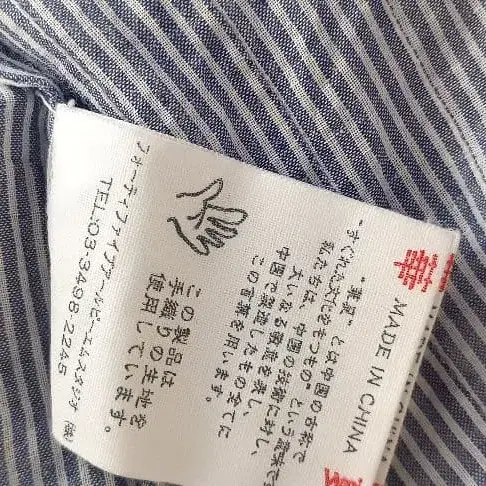 華
MADE IN CHINA
“華夏”とは中国の古称で
“すぐれた文化をもつもの”という意味です
私たちは、中国の技術に対し、
大いなる敬意を表し、
中国で製造したもの全てに
この言葉を用います。
この製品は
手織りの生地を
使用しています。
フォーティファイブアールピーエムスタジオ㈱
TEL:03-3498-2245